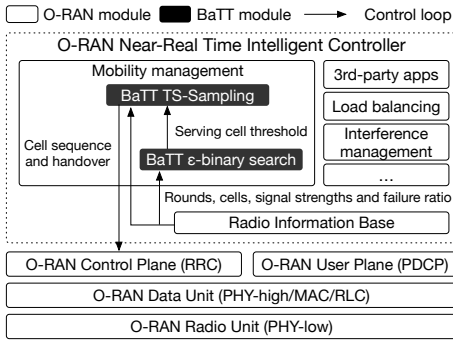 O-RAN module BaTT module Control loop
O-RAN Near-Real Time Intelligent Controller
Mobility management
BaTT TS-Sampling
Serving cell threshold
Cell sequence
and handover
BaTT ε-binary search
3rd-party apps
Load balancing
Interference
management
...
Rounds, cells, signal strengths and failure ratio
Radio Information Base
O-RAN Control Plane (RRC) O-RAN User Plane (PDCP)
O-RAN Data Unit (PHY-high/MAC/RLC)
O-RAN Radio Unit (PHY-low)